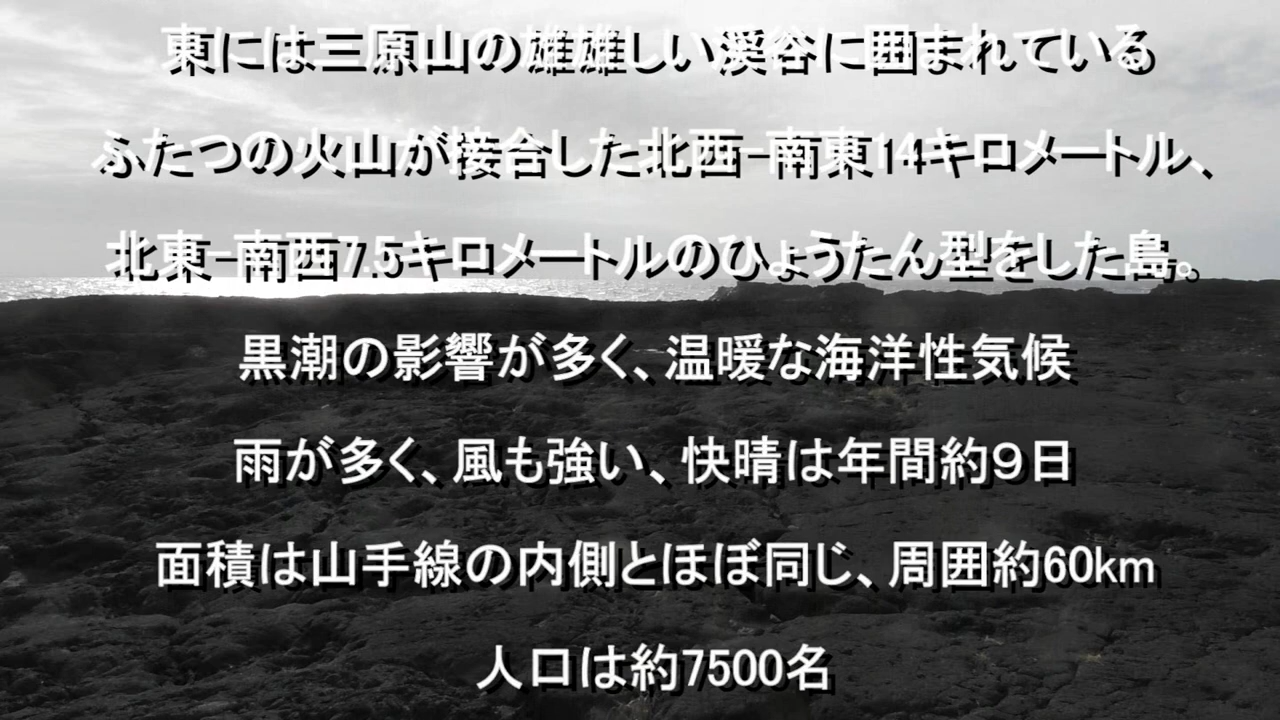 東には三原山の雄雄しい渓谷に囲まれている
ふたつの火山が接合した北西-南東14キロメートル、
北東-南西7.5キロメートルのひょうたん型をした島。
黒潮の影響が多く、温暖な海洋性気候
雨が多く、風も強い、快晴は年間約９日
面積は山手線の内側とほぼ同じ、周囲約60km
人口は約7500名